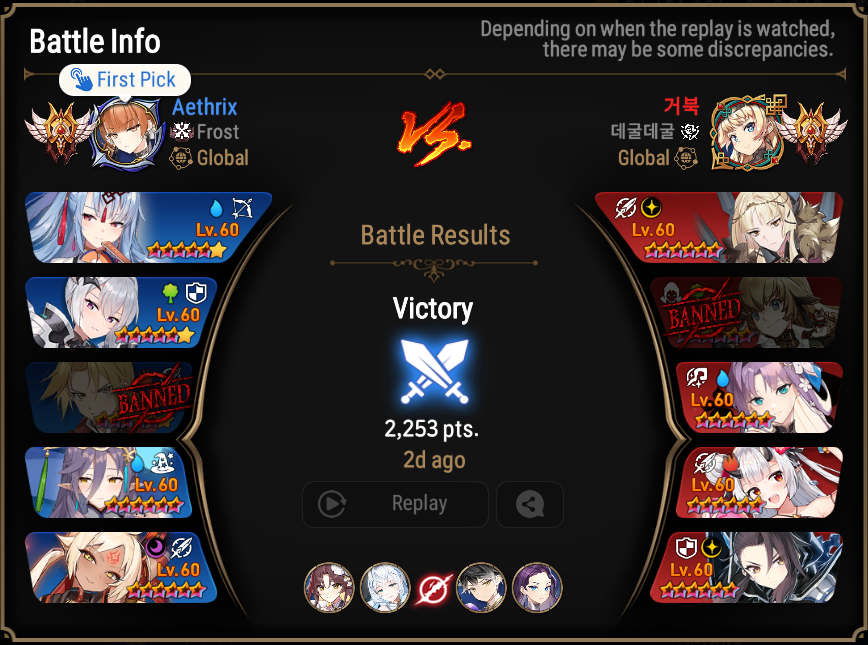 Battle Info
Depending on when the replay is watched,
there may be some discrepancies.
First Pick
Aethrix
Frost
Global
VS.
거북
데굴데굴
Global
Lv.60
Lv.60
BANNED
Lv.60
Lv.60
Battle Results
Victory
2,253 pts.
2d ago
Replay
Lv.60
BANNED
Lv.60
Lv.60
Lv.60